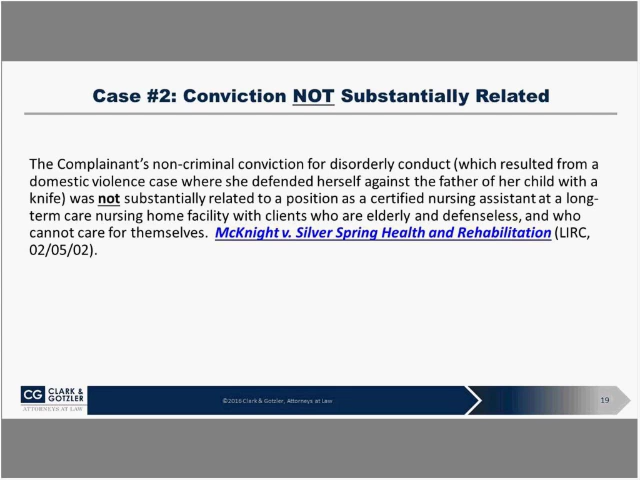 Case #2: Conviction NOT Substantially Related
The Complainant's non-criminal conviction for disorderly conduct (which resulted from a
domestic violence case where she defended herself against the father of her child with a
knife) was not substantially related to a position as a certified nursing assistant at a long-
term care nursing home facility with clients who are elderly and defenseless, and who
cannot care for themselves. McKnight v. Silver Spring Health and Rehabilitation (LIRC,
02/05/02).
CG CLARK &
GOTZLER
ATTORNEYS AT LAW
©2016 Clark & Gotzler, Attorneys at Law
19